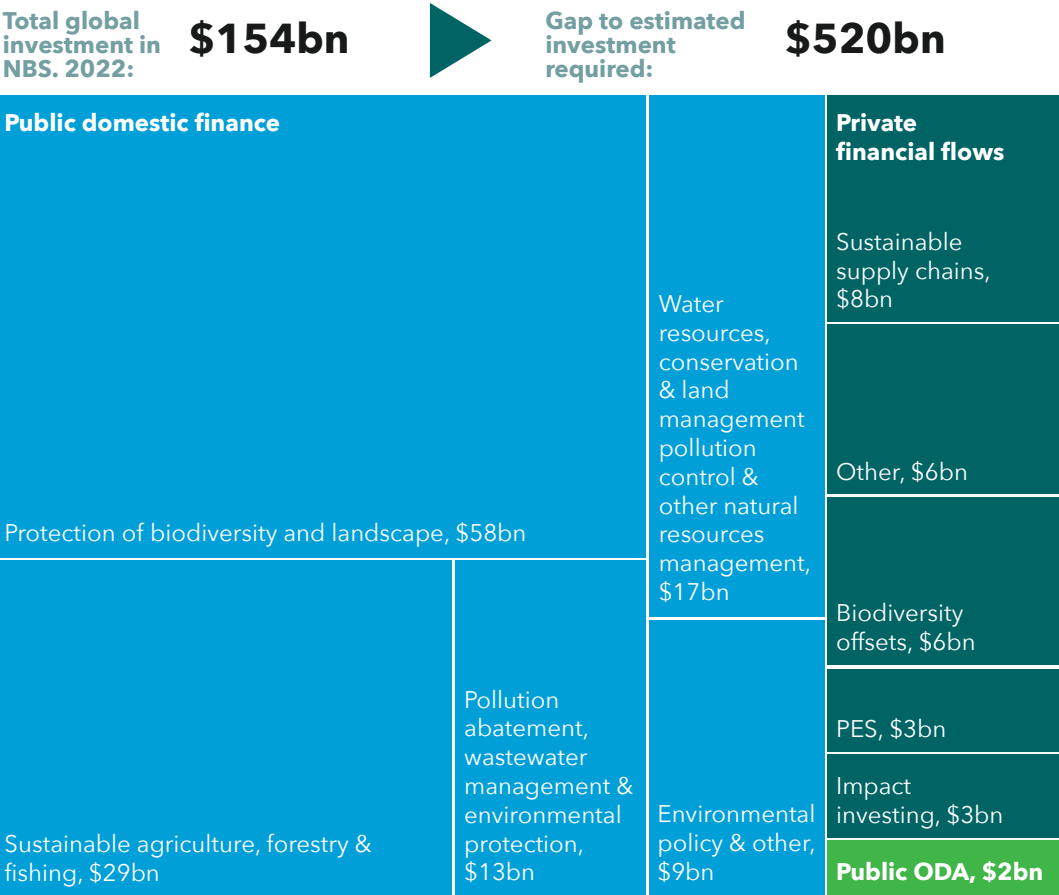 Total global
investment in
NBS. 2022:
$154bn
Gap to estimated
investment
required:
$520bn
Public domestic finance
Protection of biodiversity and landscape, $58bn
Sustainable agriculture, forestry &
fishing, $29bn
Pollution
abatement,
wastewater
management &
environmental
protection,
$13bn
Water
resources,
conservation
& land
management
pollution
control &
other natural
resources
management,
$17bn
Environmental
policy & other,
$9bn
Private
financial flows
Sustainable
supply chains,
$8bn
Other, $6bn
Biodiversity
offsets, $6bn
PES, $3bn
Impact
investing, $3bn
Public ODA, $2bn